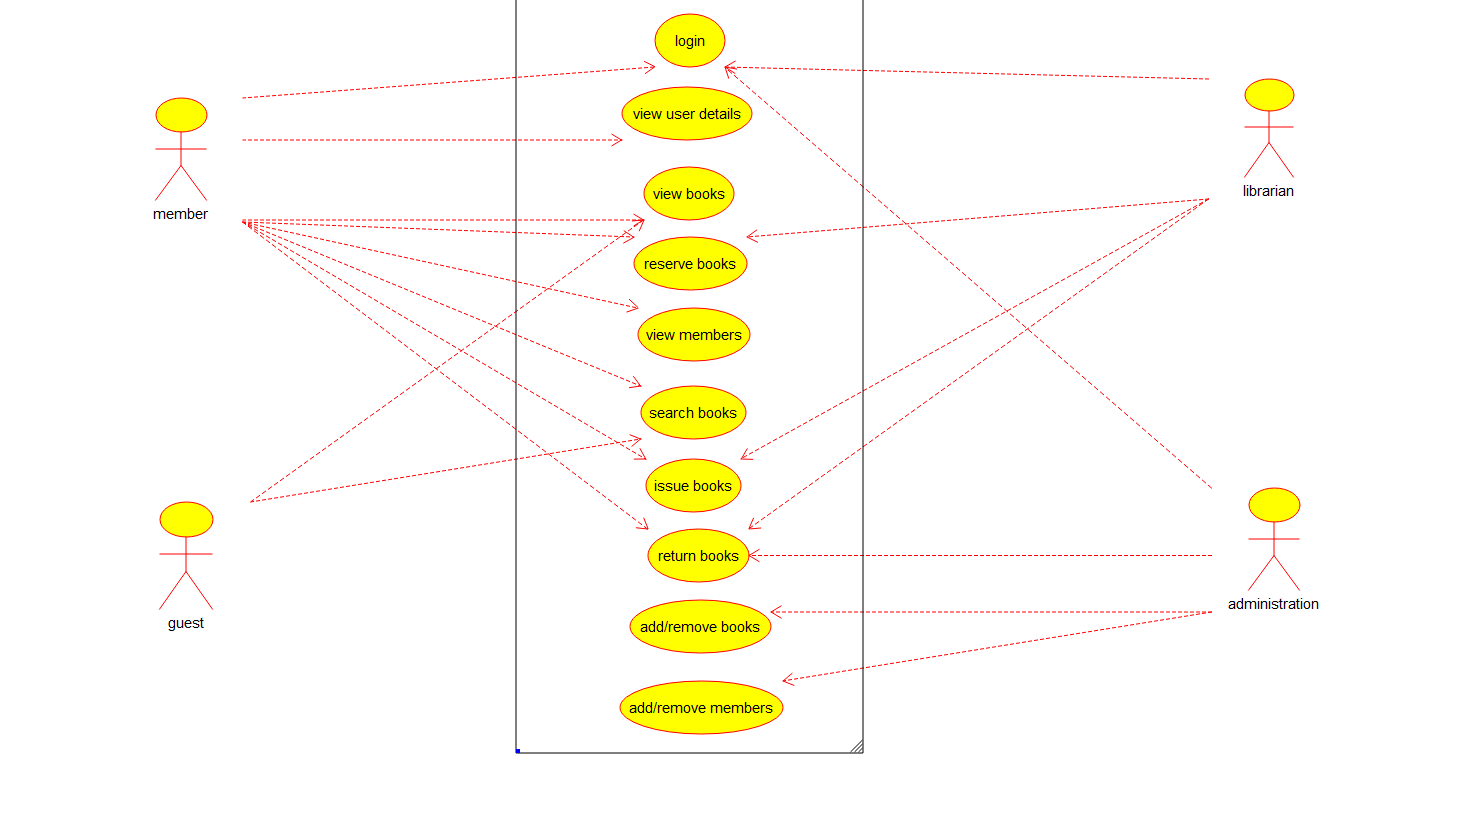 login
view user details
view books
reserve books
view members
search books
issue books
return books
add/remove books
add/remove members
member
guest
librarian
administration